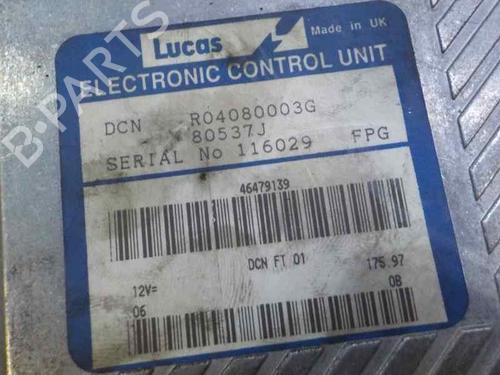 B-PARTS
Lucas
Made in UK
ELECTRONIC CONTROL UNIT
DCN R04080003G
80537J
SERIAL No 116029 FPG
46479139
DCN FT 01 175.97
12V= 08
06